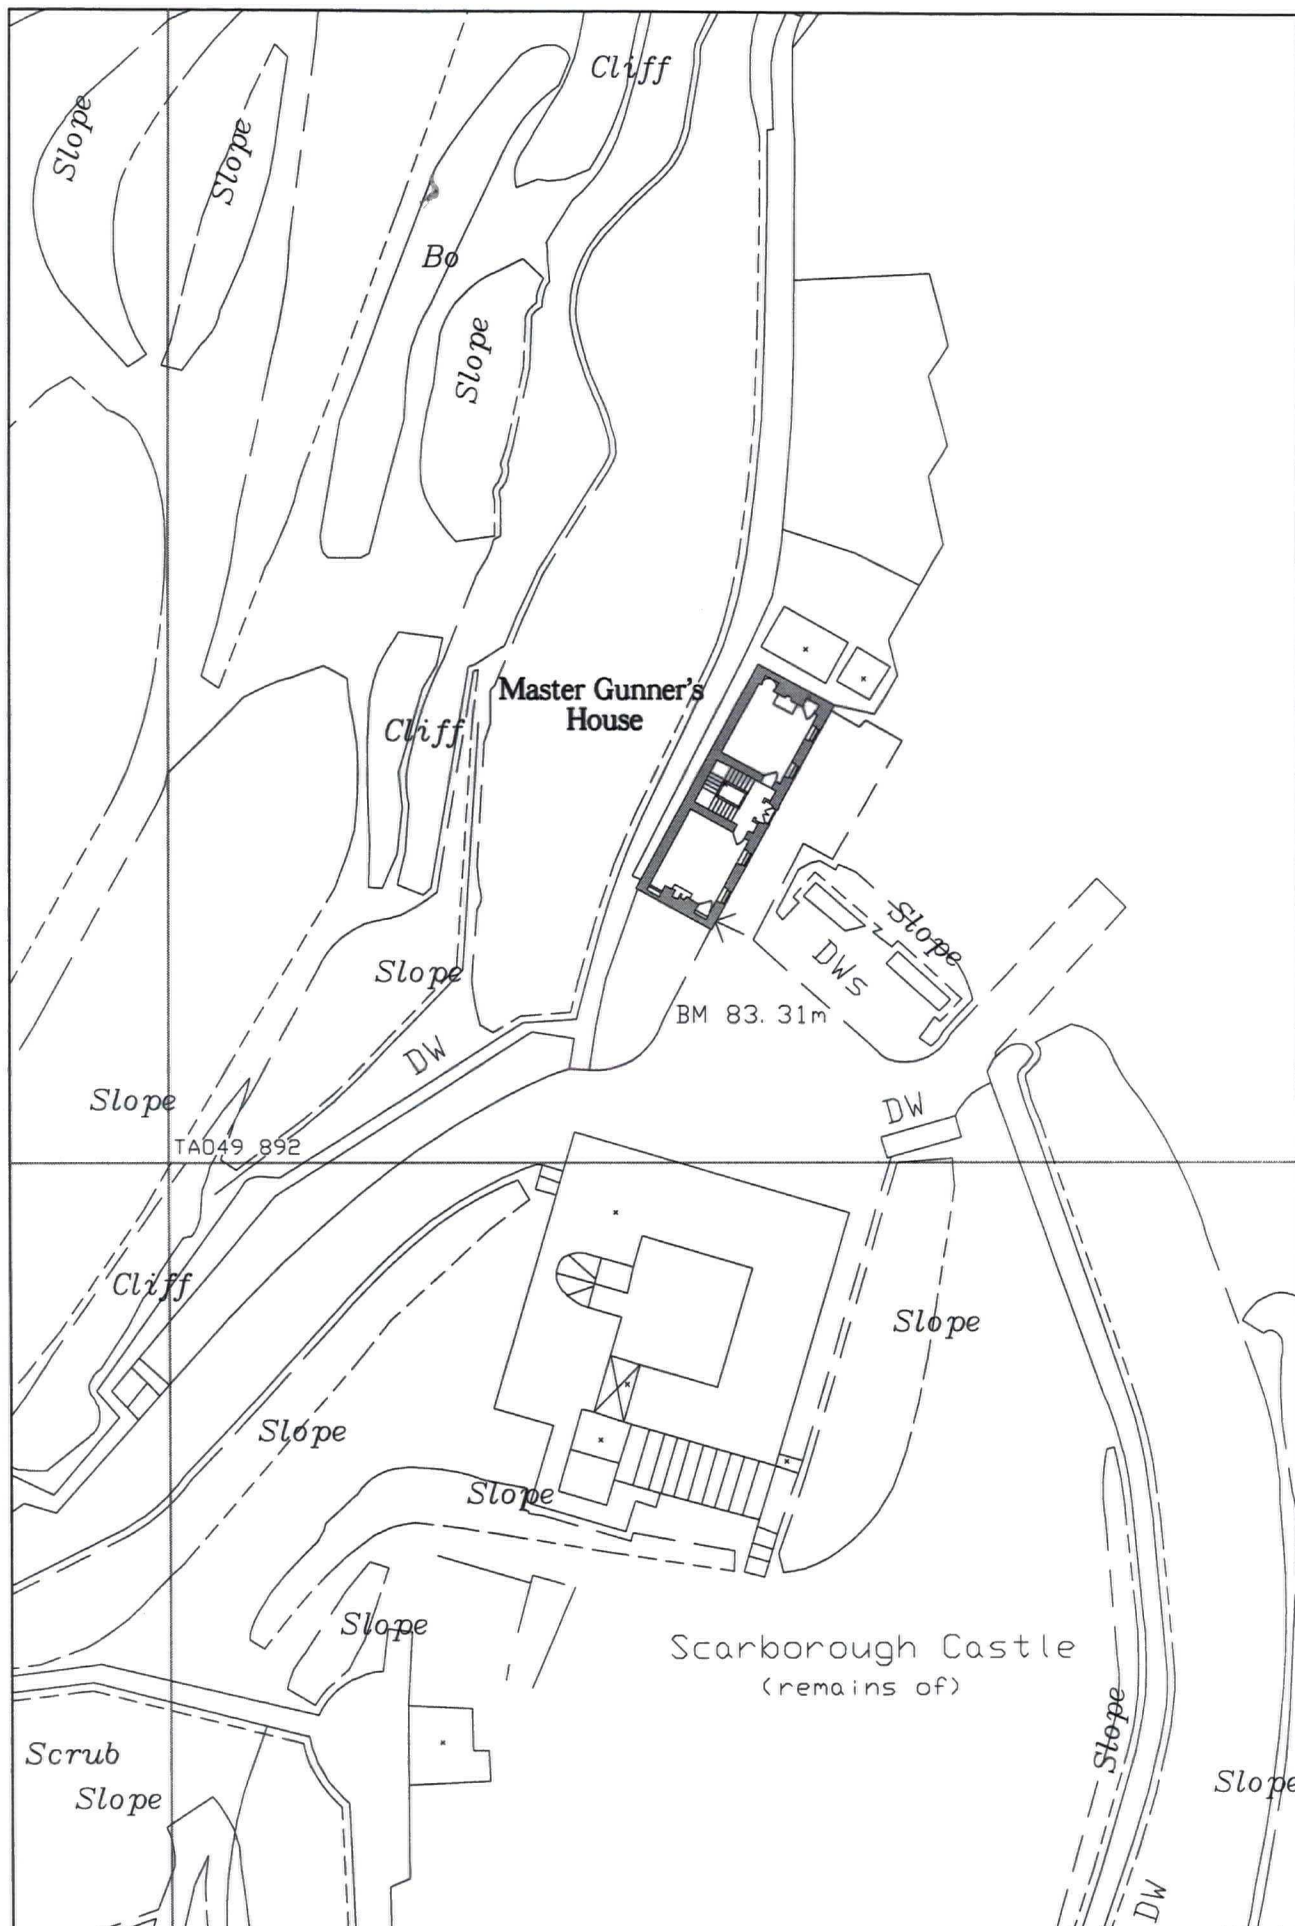 Cliff
Slope
Slope
Bo
Slope
Master Gunner's
House
Cliff
Slope
DWs
Slope
BM 83.31m
DW
Slope
DW
TA049 892
Cliff
Slope
Slope
Slope
Slope
Scarborough Castle
(remains of)
Slope
Scrub
Slope
Slope
DW